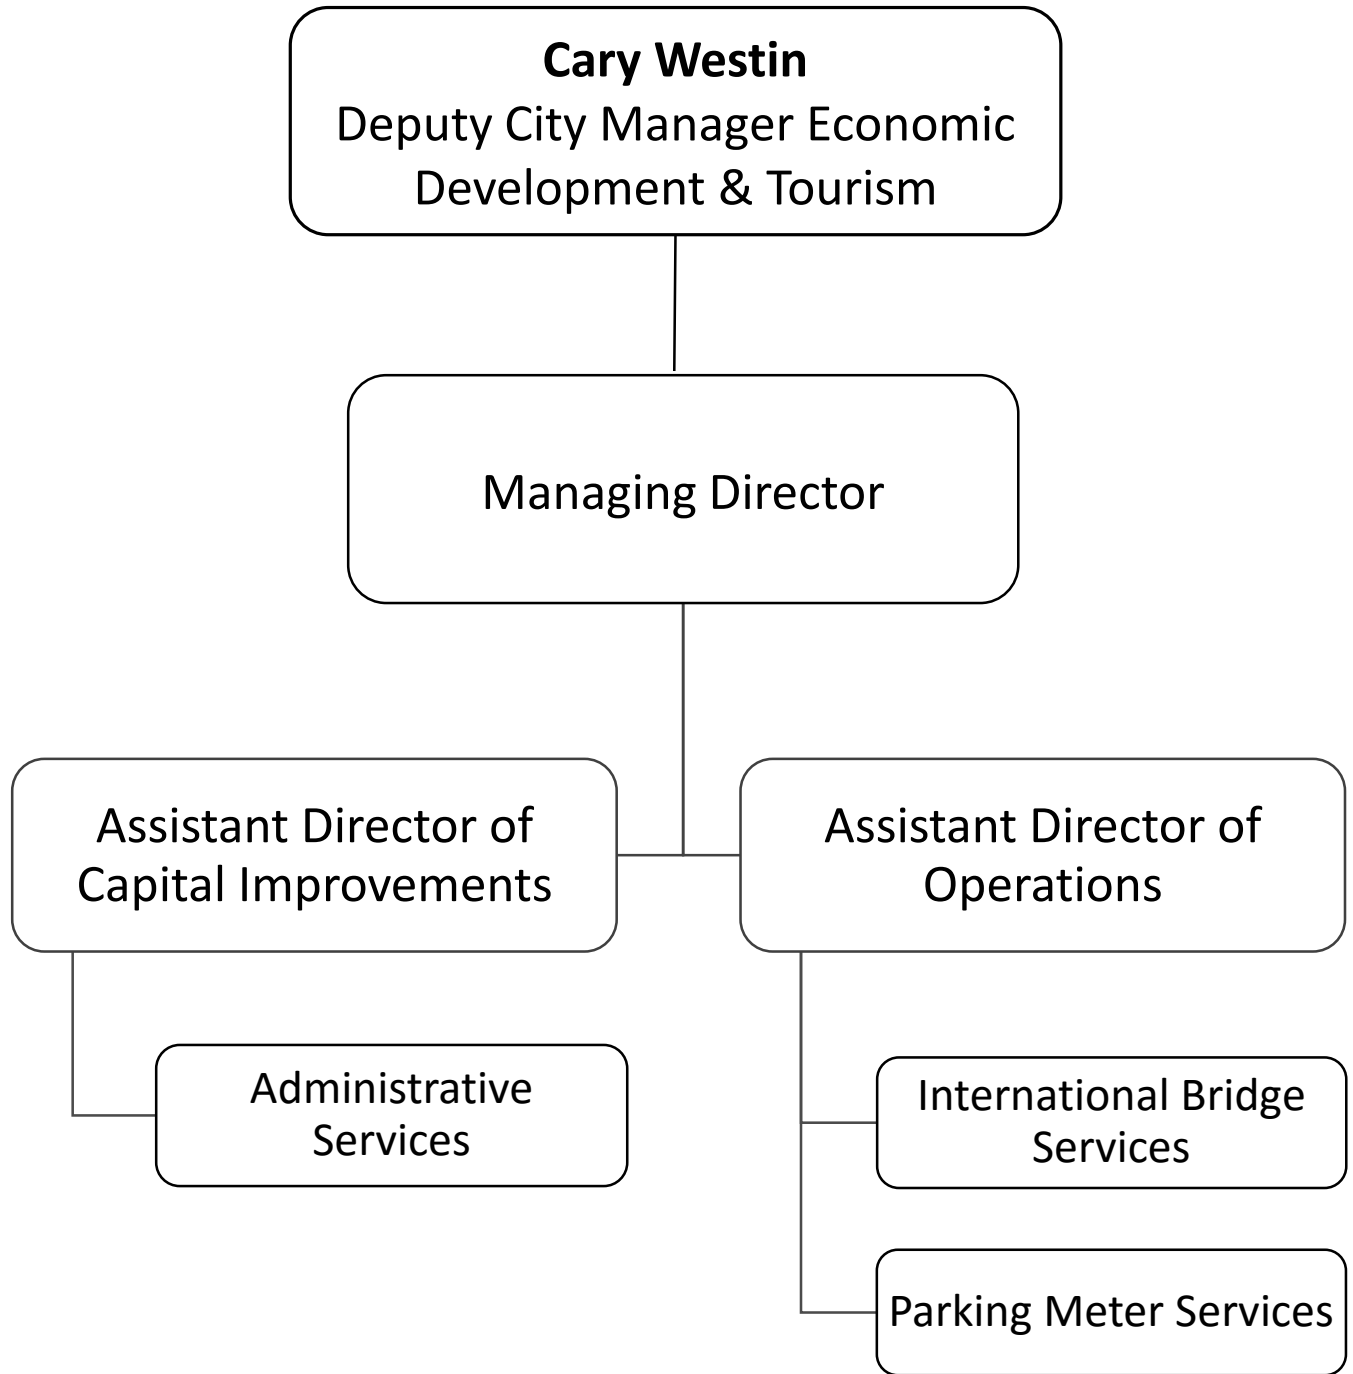 Cary Westin
Deputy City Manager Economic
Development & Tourism
Managing Director
Assistant Director of
Capital Improvements
Assistant Director of
Operations
Administrative
Services
International Bridge
Services
Parking Meter Services